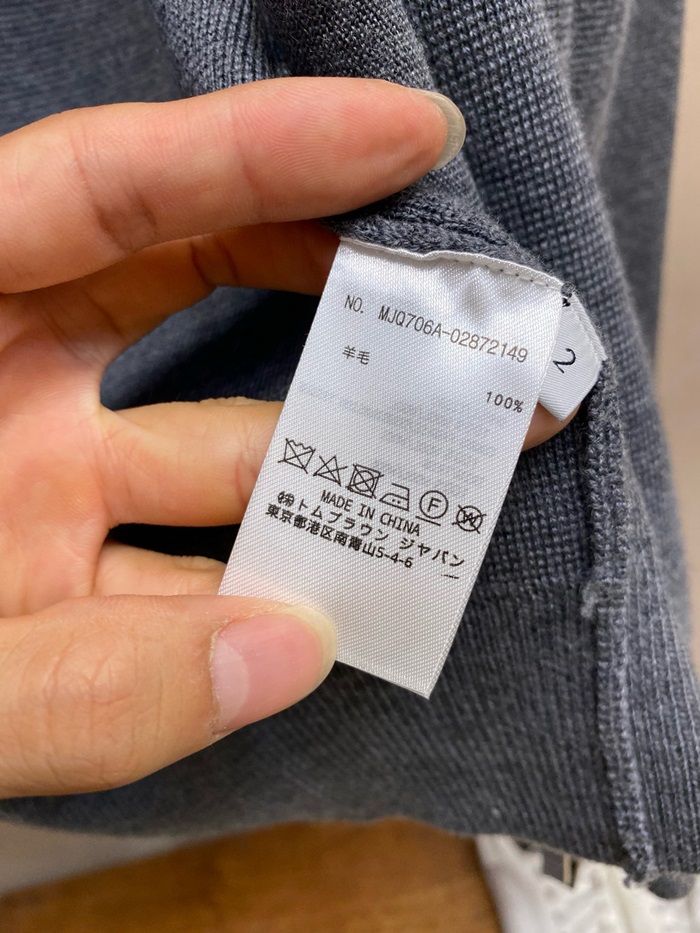 NO. MJQ706A-02872149
羊毛
100%
2
F
W
MADE IN CHINA
㈱トムブラウン ジャパン
東京都港区南青山5-4-6